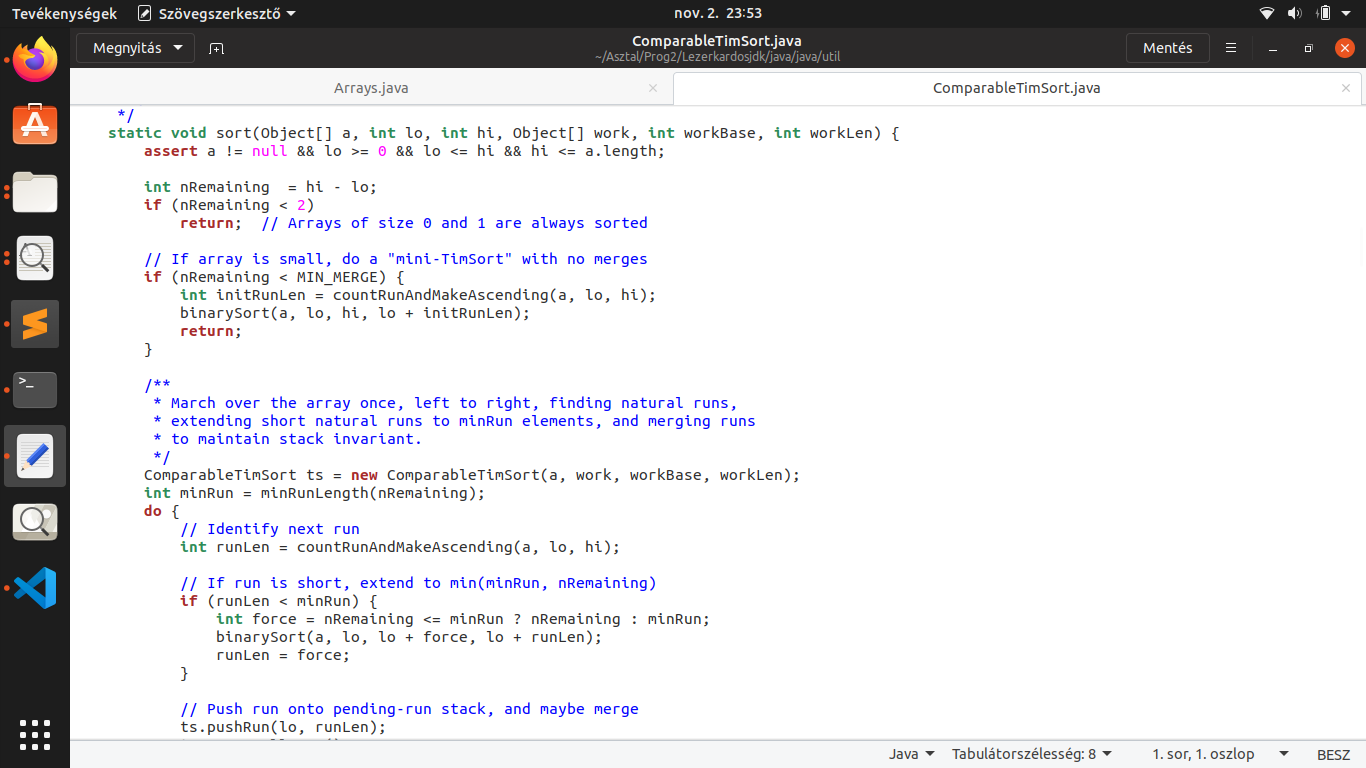 Tevékenységek Szövegszerkesztő nov. 2. 23:53
Megnyitás ComparableTimSort.java Mentés
~/Asztal/Prog2/Lezerkardosjdk/java/java/util
Arrays.java × ComparableTimSort.java ×
*/
static void sort(Object[] a, int lo, int hi, Object[] work, int workBase, int workLen) {
assert a != null && lo >= 0 && lo <= hi && hi <= a.length;
int nRemaining  = hi - lo;
if (nRemaining < 2)
return;  // Arrays of size 0 and 1 are always sorted
// If array is small, do a "mini-TimSort" with no merges
if (nRemaining < MIN_MERGE) {
int initRunLen = countRunAndMakeAscending(a, lo, hi);
binarySort(a, lo, hi, lo + initRunLen);
return;
}
/**
* March over the array once, left to right, finding natural runs,
* extending short natural runs to minRun elements, and merging runs
* to maintain stack invariant.
*/
ComparableTimSort ts = new ComparableTimSort(a, work, workBase, workLen);
int minRun = minRunLength(nRemaining);
do {
// Identify next run
int runLen = countRunAndMakeAscending(a, lo, hi);
// If run is short, extend to min(minRun, nRemaining)
if (runLen < minRun) {
int force = nRemaining <= minRun ? nRemaining : minRun;
binarySort(a, lo, lo + force, lo + runLen);
runLen = force;
}
// Push run onto pending-run stack, and maybe merge
ts.pushRun(lo, runLen);
Java Tabulátorszélesség: 8 1. sor, 1. oszlop BESZ